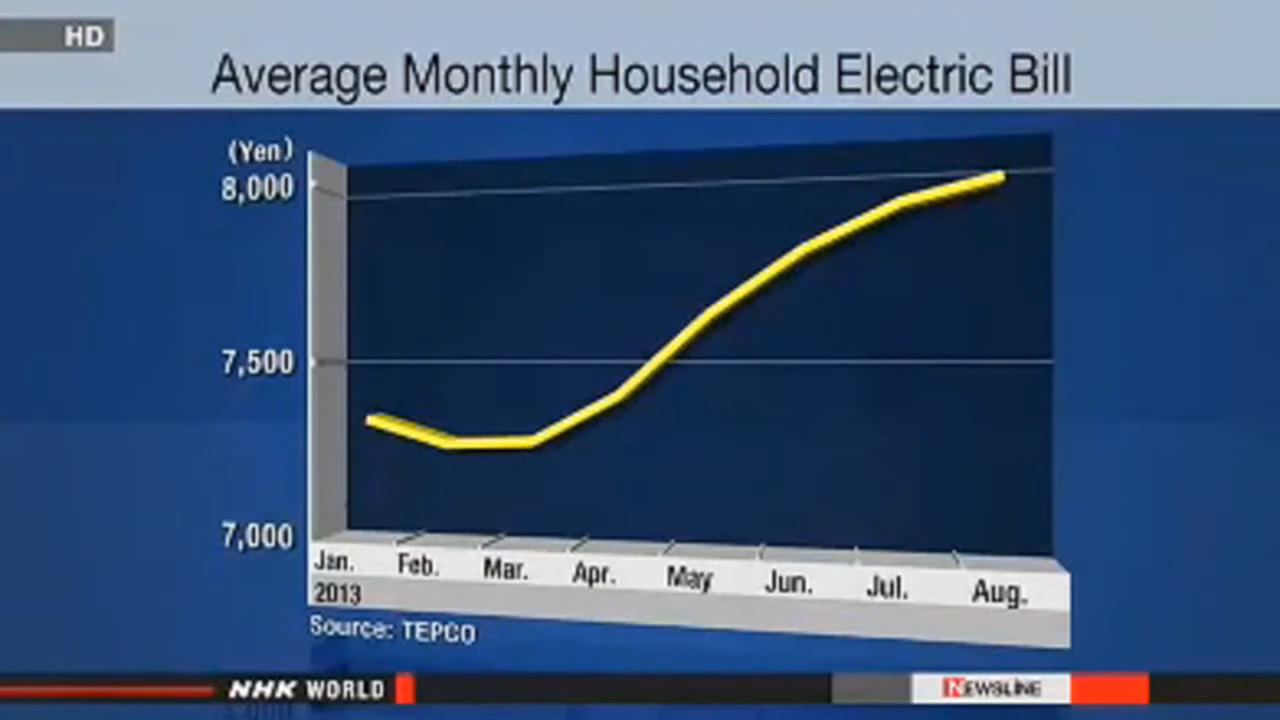 HD
Average Monthly Household Electric Bill
(Yen)
8,000
7,500
7,000
Jan. Feb. Mar. Apr. May Jun. Jul. Aug.
2013
Source: TEPCO
NHK WORLD
NEWSLINE